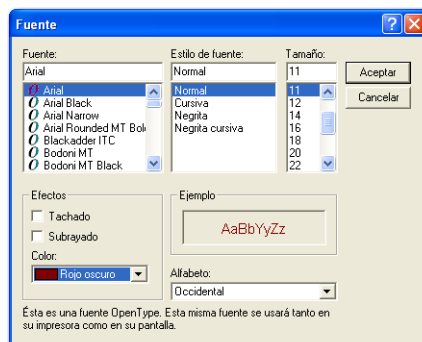 Fuente
Fuente:
Arial
Arial
Arial Black
Arial Narrow
Arial Rounded MT Bol
Blackadder ITC
Bodoni MT
Bodoni MT Black
Estilo de fuente:
Normal
Normal
Cursiva
Negrita
Negrita cursiva
Tamaño:
11
11
12
14
16
18
20
22
Aceptar
Cancelar
Efectos
Tachado
Subrayado
Color:
Rojo oscuro
Ejemplo
AaBbYyZz
Alfabeto:
Occidental
Ésta es una fuente OpenType. Esta misma fuente se usará tanto en
su impresora como en su pantalla.